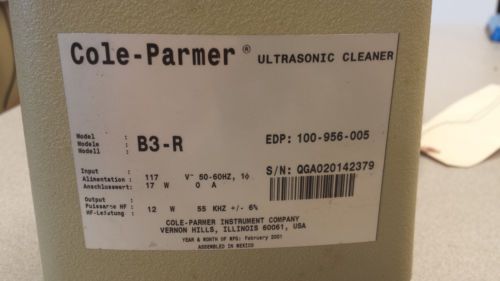 Cole-Parmer® ULTRASONIC CLEANER
Model :
Modele : B3-R EDP: 100-956-005
Modell :
Input : S/N: QGA020142379
Alimentation : 117 V~ 50-60HZ, 1ϕ
Anschlusswert: 17 W 0 A
Output :
Puissance HF : 12 W 55 KHZ +/- 6%
HF-Leistung :
COLE-PARMER INSTRUMENT COMPANY
VERNON HILLS, ILLINOIS 60061, USA
YEAR & MONTH OF MFG: February 2001
ASSEMBLED IN MEXICO